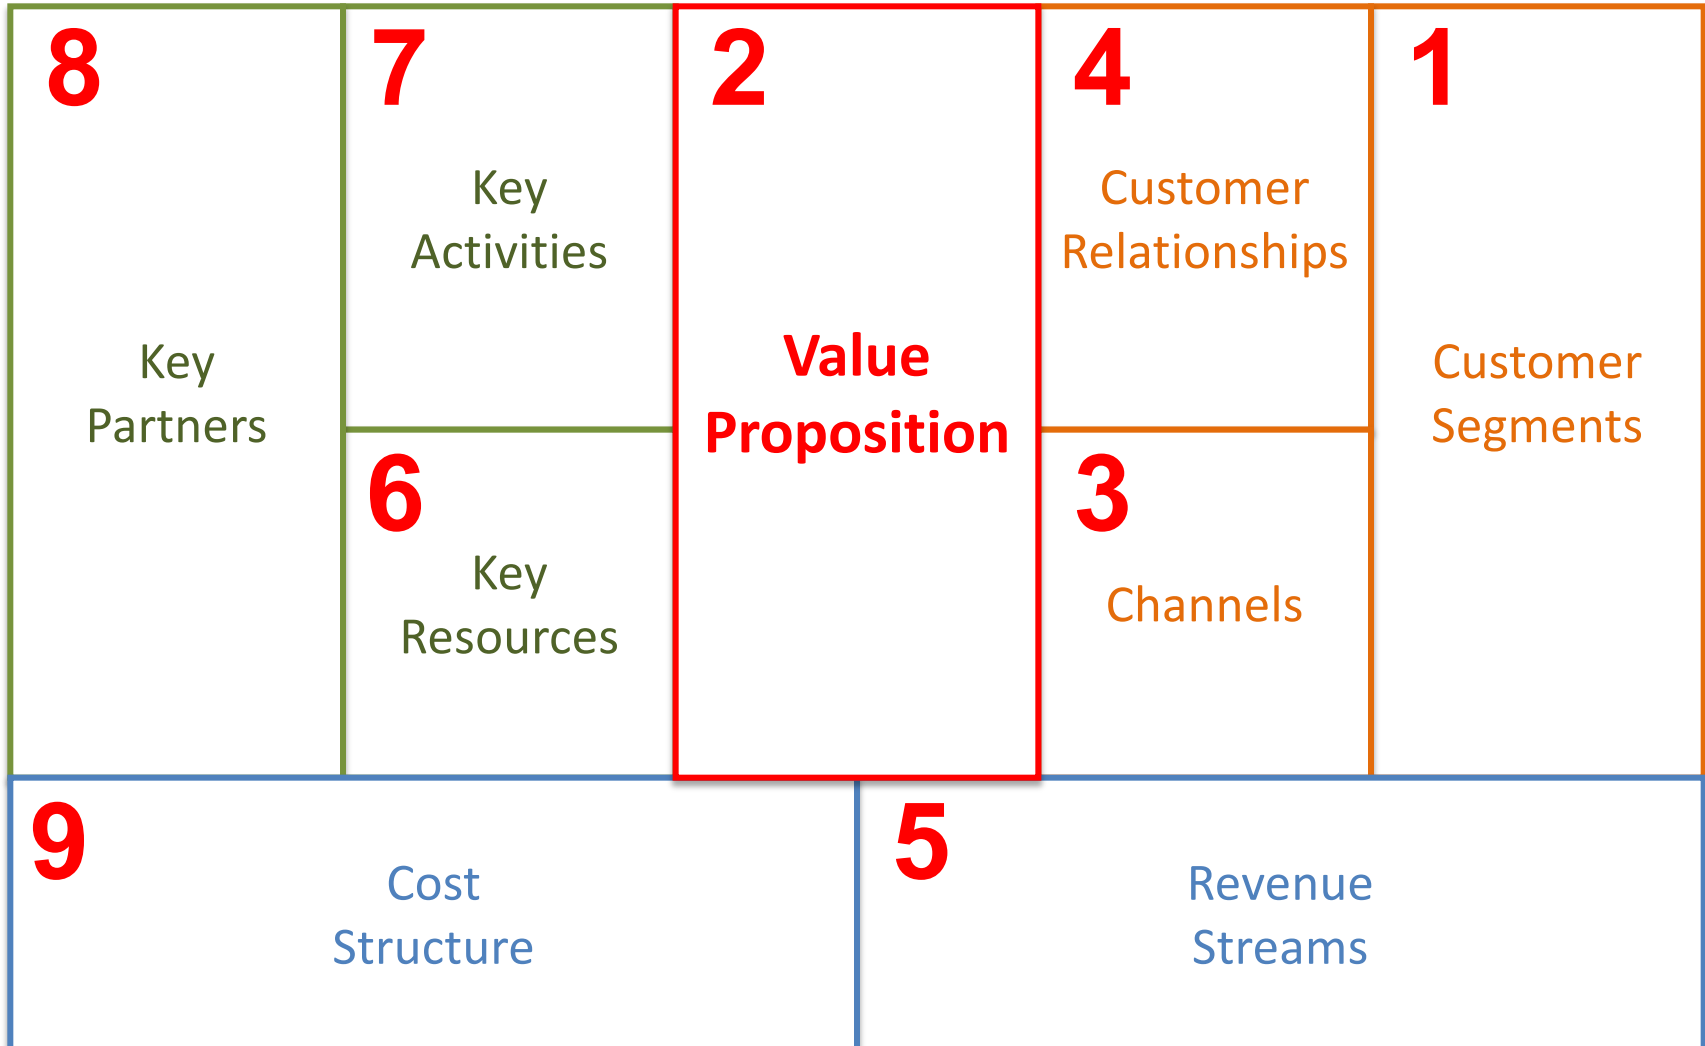 8
Key
Partners
7
Key
Activities
6
Key
Resources
2
Value
Proposition
4
Customer
Relationships
3
Channels
1
Customer
Segments
9
Cost
Structure
5
Revenue
Streams